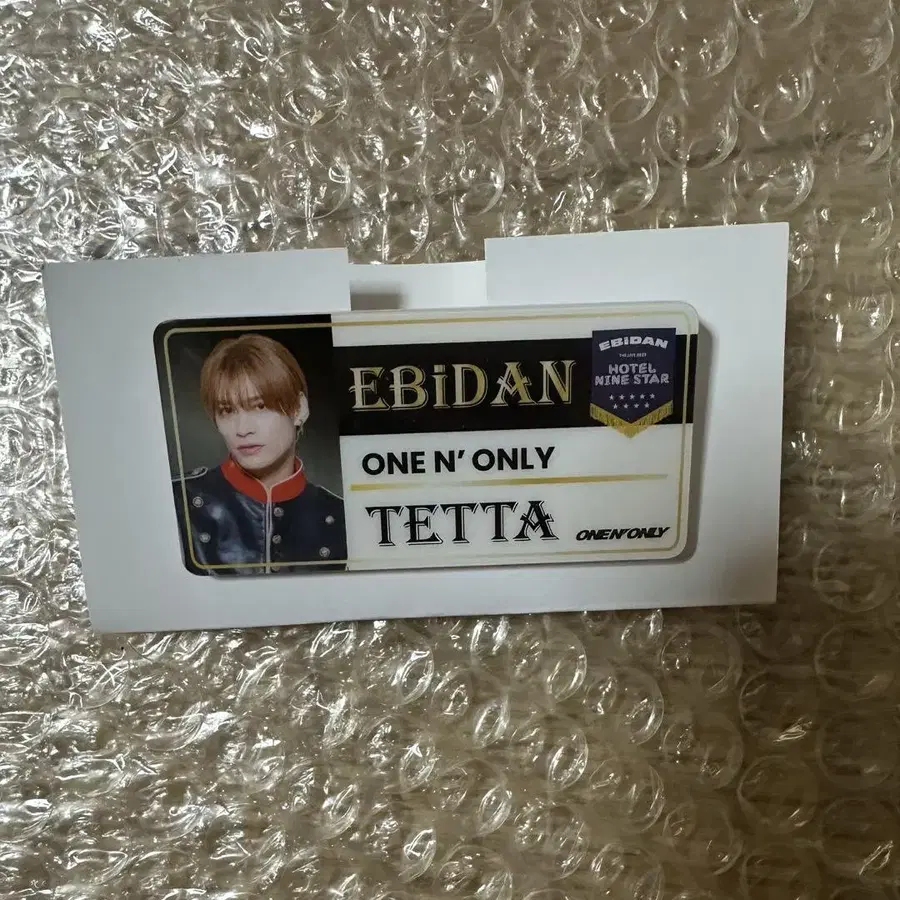 EBiDAN
ONE N' ONLY
TETTA
EBiDAN
HOTEL
NINE STAR
ONE N' ONLY